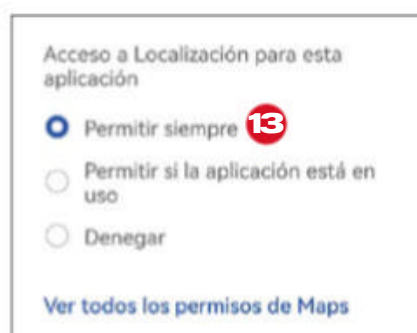 Acceso a Localización para esta
aplicación
Permitir siempre 13
Permitir si la aplicación está en
uso
Denegar
Ver todos los permisos de Maps